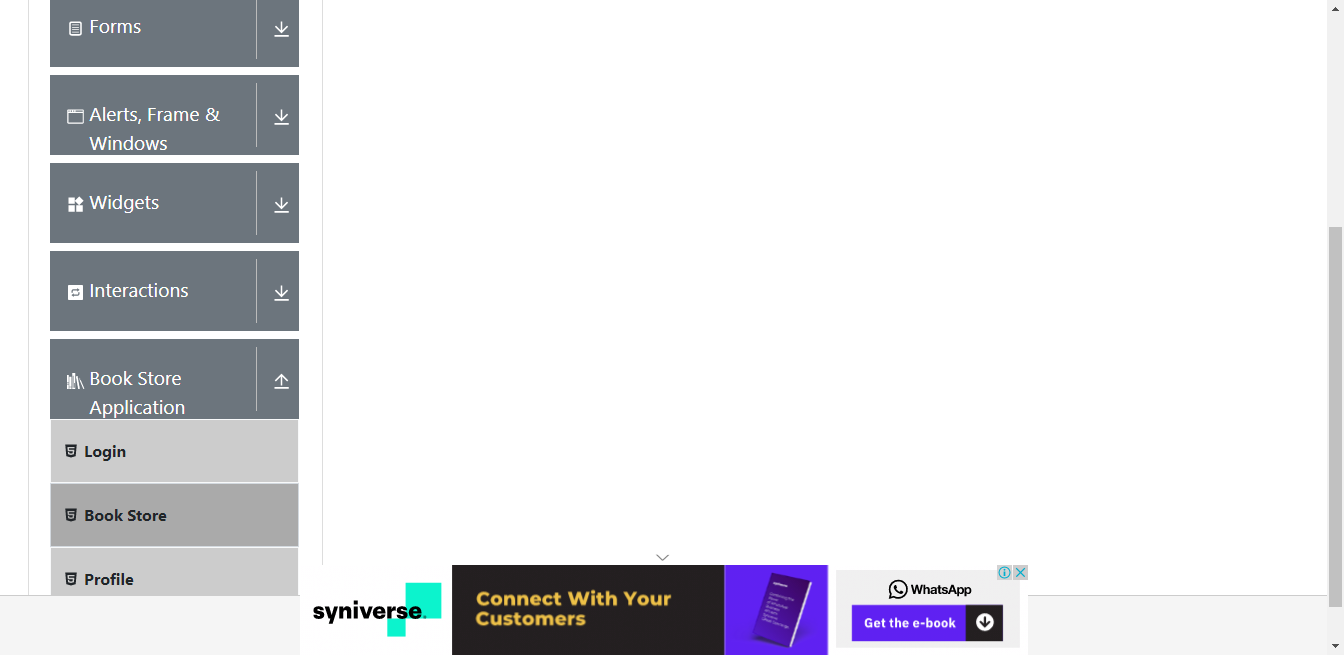 Forms
Alerts, Frame &
Windows
Widgets
Interactions
Book Store
Application
Login
Book Store
Profile
syniverse.
Connect With Your
Customers
WhatsApp
Get the e-book